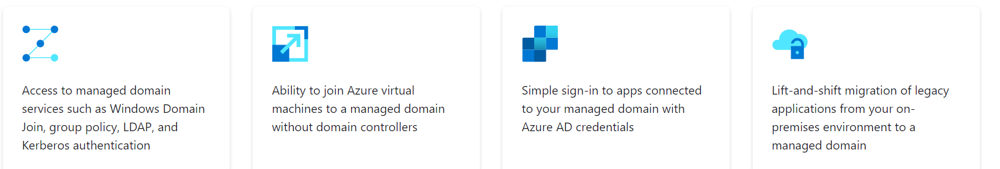 Access to managed domain
services such as Windows Domain
Join, group policy, LDAP, and
Kerberos authentication
Ability to join Azure virtual
machines to a managed domain
without domain controllers
Simple sign-in to apps connected
to your managed domain with
Azure AD credentials
Lift-and-shift migration of legacy
applications from your on-
premises environment to a
managed domain